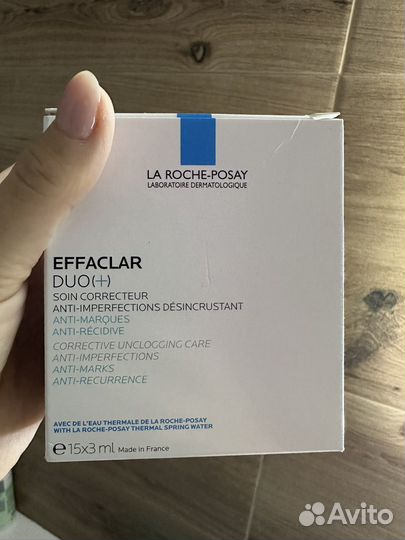 LA ROCHE-POSAY
LABORATOIRE DERMATOLOGIQUE
EFFACLAR
DUO(+)
SOIN CORRECTEUR
ANTI-IMPERFECTIONS DÉSINCRUSTANT
ANTI-MARQUES
ANTI-RÉCIDIVE
CORRECTIVE UNCLOGGING CARE
ANTI-IMPERFECTIONS
ANTI-MARKS
ANTI-RECURRENCE
AVEC DE L'EAU THERMALE DE LA ROCHE-POSAY
WITH LA ROCHE-POSAY THERMAL SPRING WATER
℮15x3 ml Made in France
Avito